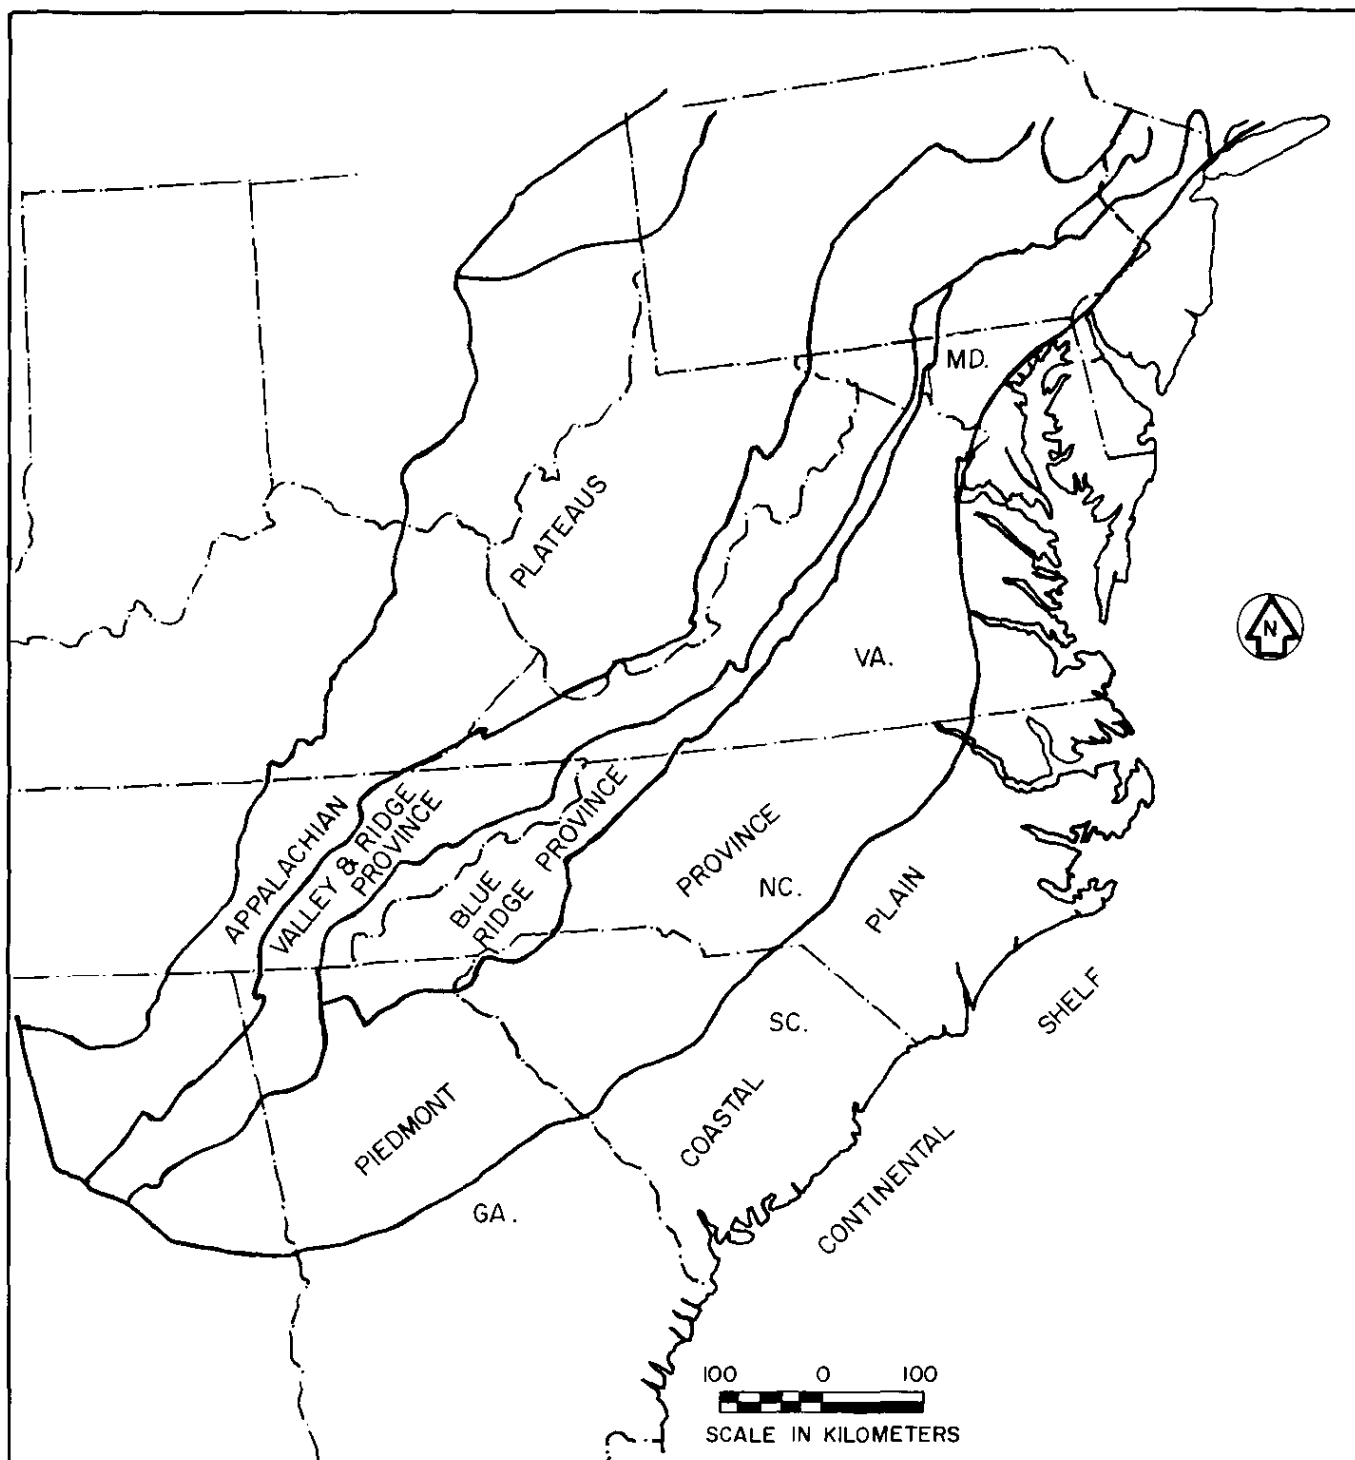 MD.
PLATEAUS
N
VA.
APPALACHIAN
VALLEY & RIDGE
PROVINCE
BLUE
RIDGE PROVINCE
PROVINCE
NC.
PLAIN
SHELF
SC.
PIEDMONT
COASTAL
CONTINENTAL
GA.
100 0 100
SCALE IN KILOMETERS